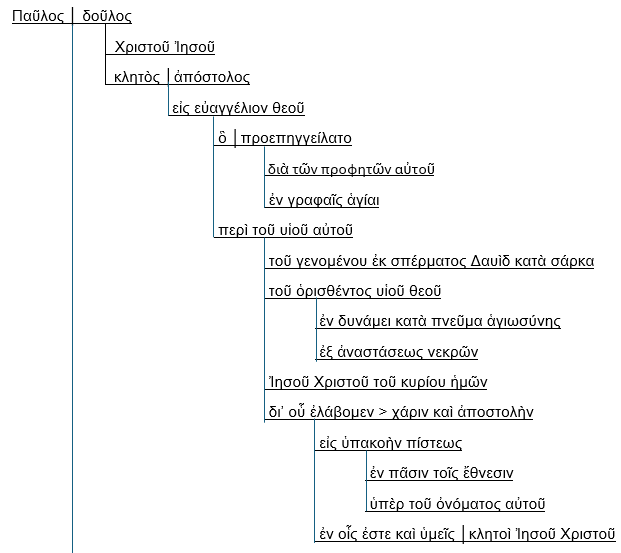 Παῦλος | δοῦλος
Χριστοῦ Ἰησοῦ
κλητὸς | ἀπόστολος
εἰς εὐαγγέλιον θεοῦ
ὃ | προεπηγγείλατο
διὰ τῶν προφητῶν αὐτοῦ
ἐν γραφαῖς ἁγίαι
περὶ τοῦ υἱοῦ αὐτοῦ
τοῦ γενομένου ἐκ σπέρματος Δαυὶδ κατὰ σάρκα
τοῦ ὁρισθέντος υἱοῦ θεοῦ
ἐν δυνάμει κατὰ πνεῦμα ἁγιωσύνης
ἐξ ἀναστάσεως νεκρῶν
Ἰησοῦ Χριστοῦ τοῦ κυρίου ἡμῶν
δι’ οὗ ἐλάβομεν > χάριν καὶ ἀποστολὴν
εἰς ὑπακοὴν πίστεως
ἐν πᾶσιν τοῖς ἔθνεσιν
ὑπὲρ τοῦ ὀνόματος αὐτοῦ
ἐν οἷς ἐστε καὶ ὑμεῖς | κλητοὶ Ἰησοῦ Χριστοῦ